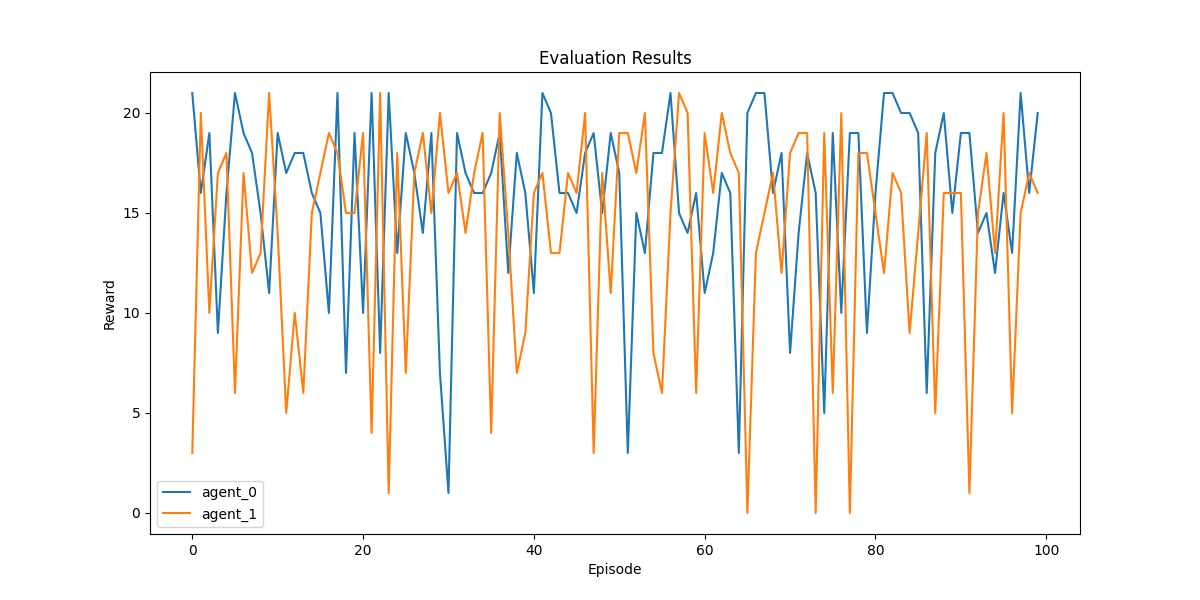 Evaluation Results
Reward
20
15
10
5
0
agent_0
agent_1
0 20 40 60 80 100
Episode